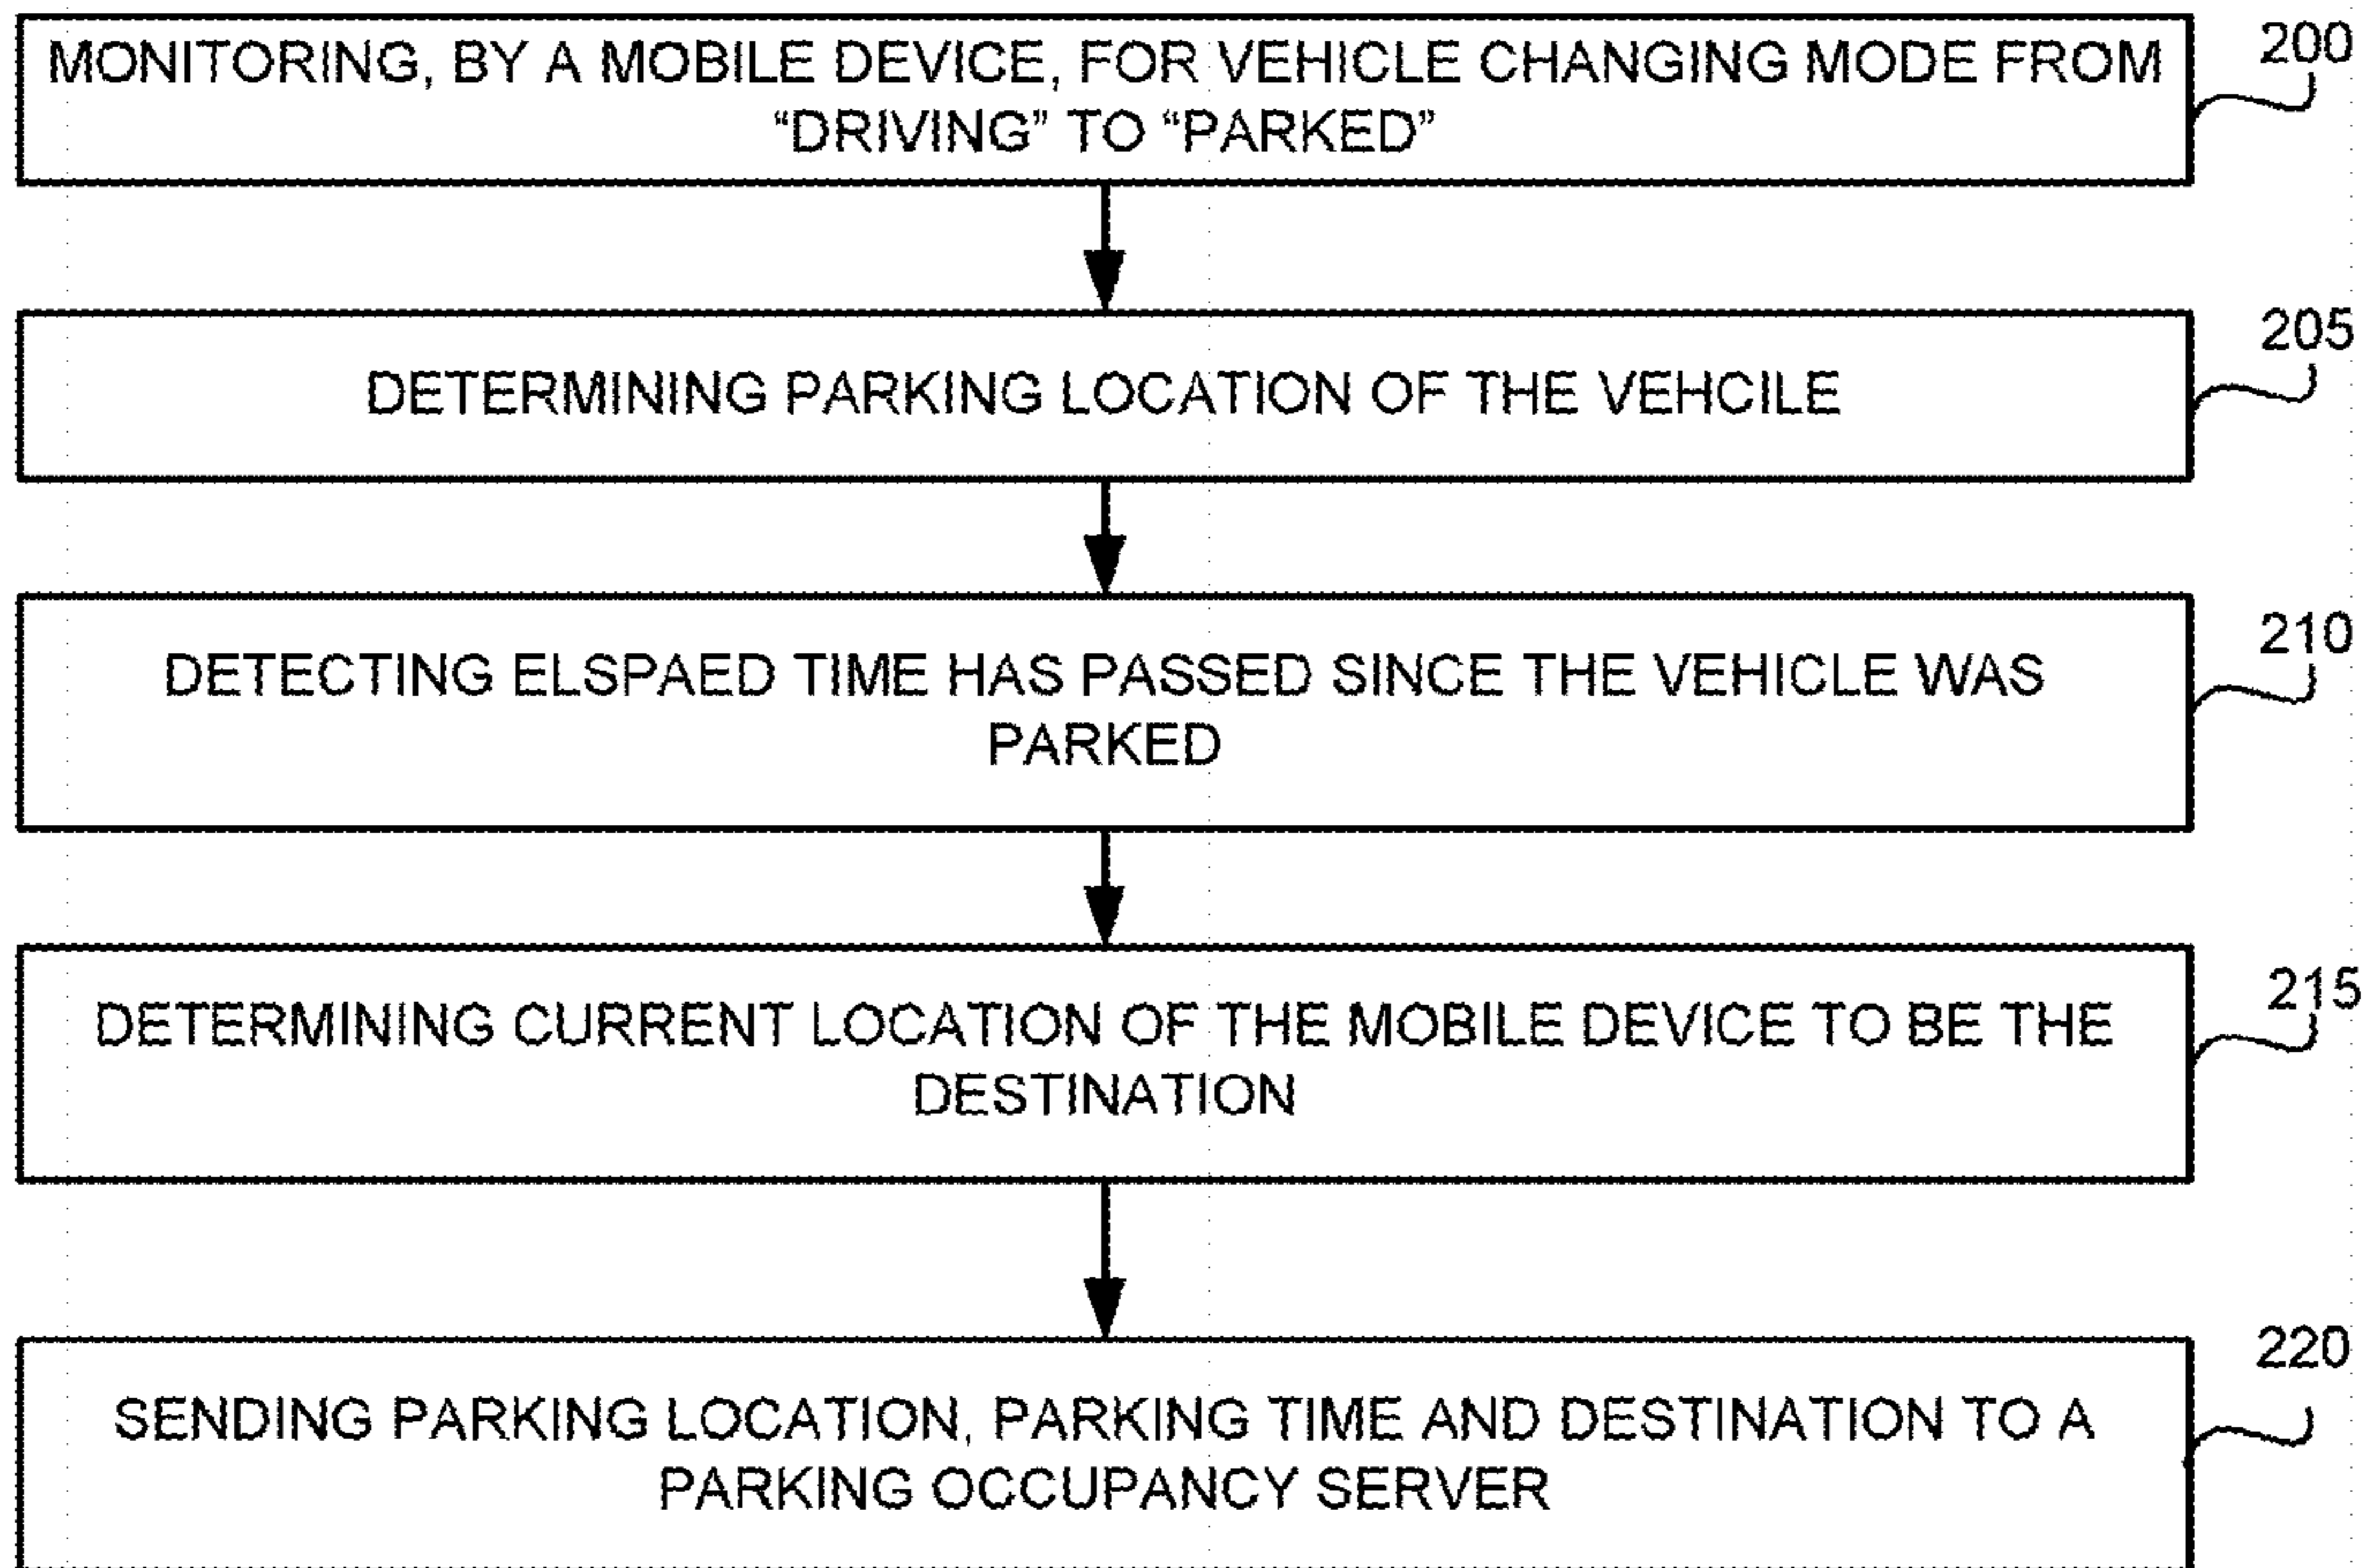 MONITORING, BY A MOBILE DEVICE, FOR VEHICLE CHANGING MODE FROM
“DRIVING” TO “PARKED”
200
DETERMINING PARKING LOCATION OF THE VEHCILE
205
DETECTING ELSPAED TIME HAS PASSED SINCE THE VEHICLE WAS
PARKED
210
DETERMINING CURRENT LOCATION OF THE MOBILE DEVICE TO BE THE
DESTINATION
215
SENDING PARKING LOCATION, PARKING TIME AND DESTINATION TO A
PARKING OCCUPANCY SERVER
220